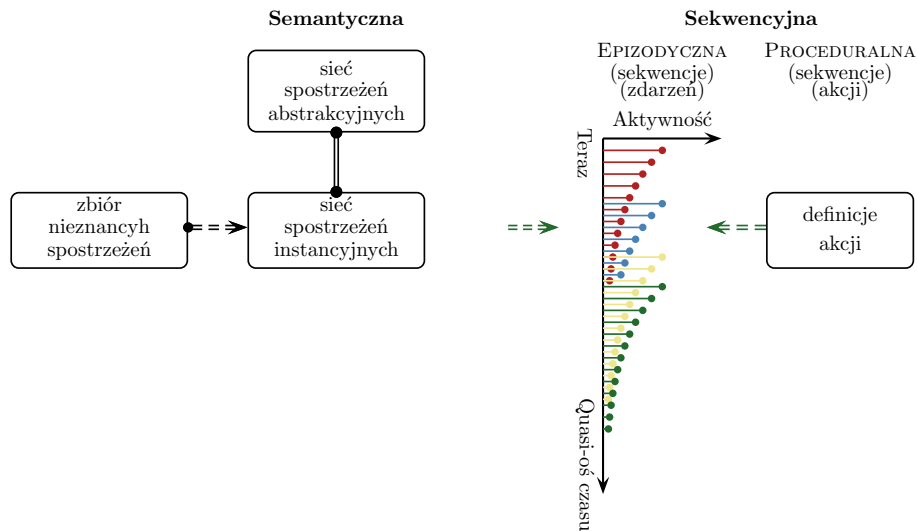 Semantyczna
sieć
spostrzeżeń
abstrakcyjnych
zbiór
nieznancyh
spostrzeżeń
sieć
spostrzeżeń
instancyjnych
Sekwencyjna
EPIZODYCZNA
(sekwencje)
(zdarzeń)
PROCEDURALNA
(sekwencje)
(akcji)
Aktywność
Teraz
Quasi-oś czasu
definicje
akcji